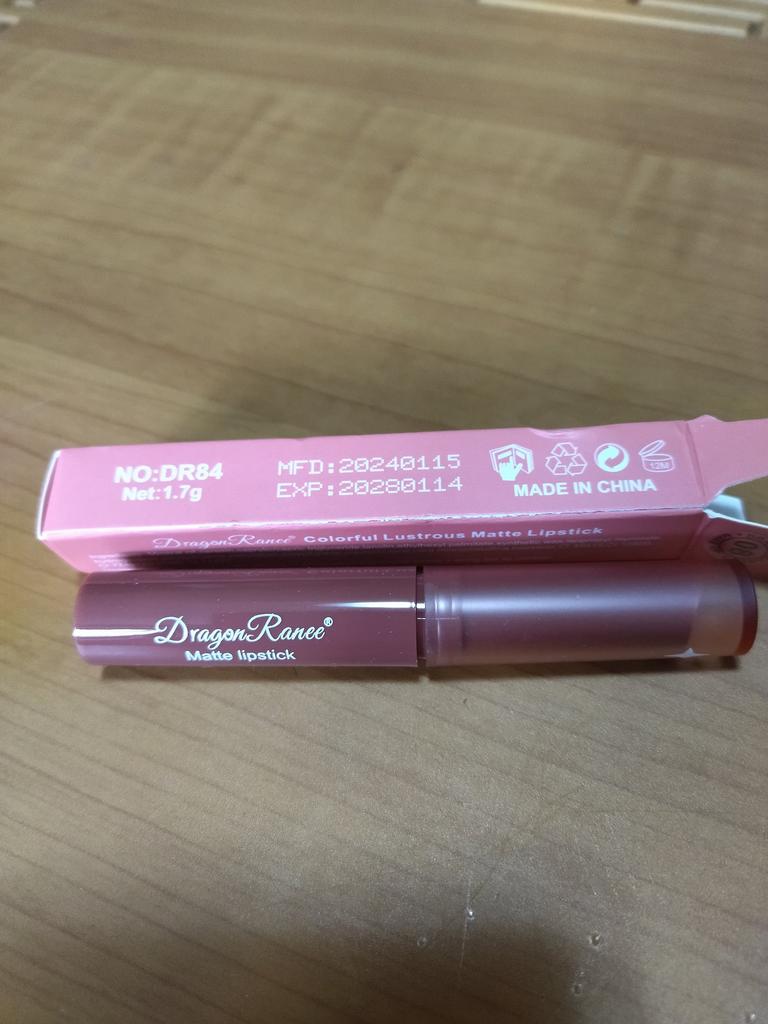 NO:DR84
Net:1.7g
MFD:20240115
EXP:20280114
12M
MADE IN CHINA
DragonRanee® Colorful Lustrous Matte Lipstick
DragonRanee®
Matte lipstick